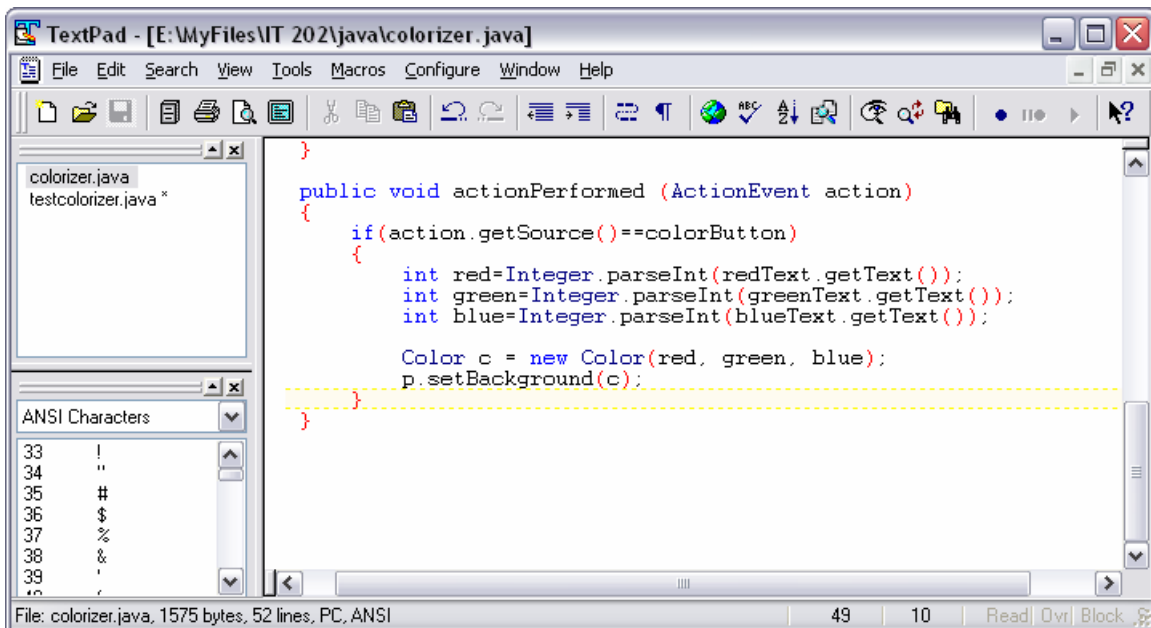 TextPad - [E:\MyFiles\IT 202\java\colorizer.java]
File Edit Search View Tools Macros Configure Window Help
colorizer.java
testcolorizer.java *
}
public void actionPerformed (ActionEvent action)
{
if(action.getSource()==colorButton)
{
int red=Integer.parseInt(redText.getText());
int green=Integer.parseInt(greenText.getText());
int blue=Integer.parseInt(blueText.getText());
Color c = new Color(red, green, blue);
p.setBackground(c);
}
}
ANSI Characters
33 !
34 "
35 #
36 $
37 %
38 &
39 '
File: colorizer.java, 1575 bytes, 52 lines, PC, ANSI 49 10 Read Ovr Block